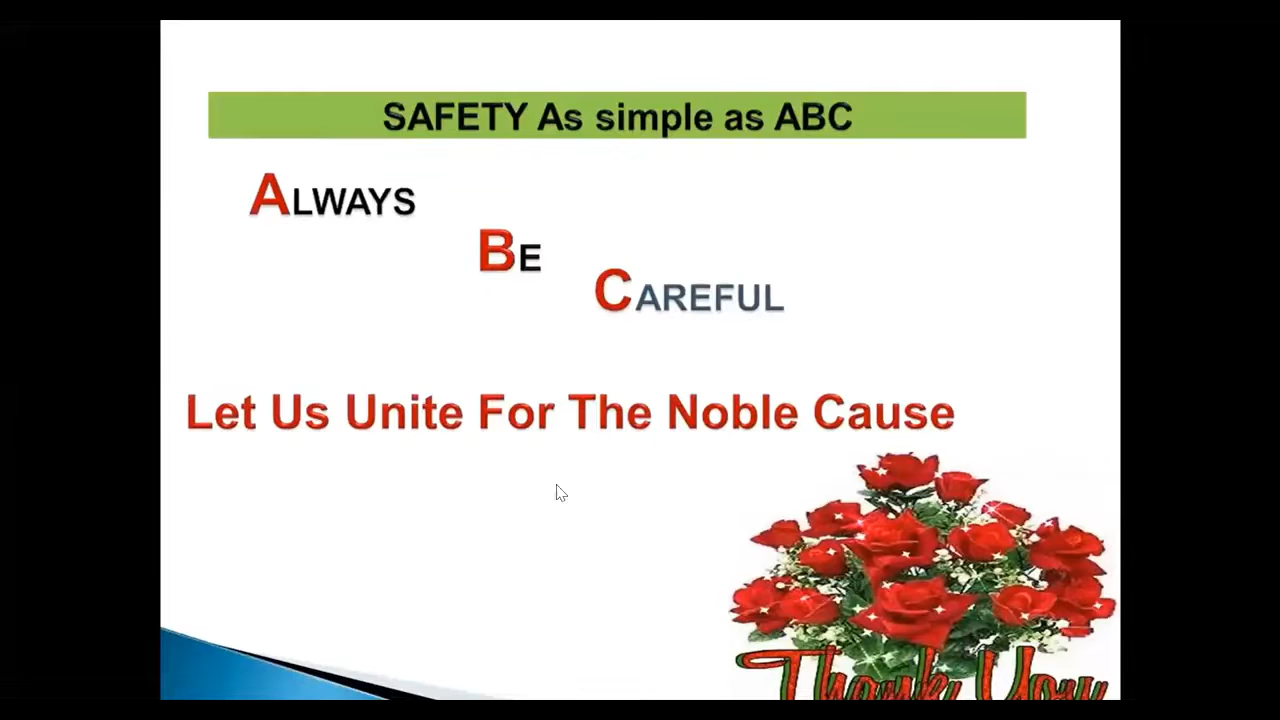 SAFETY As simple as ABC
ALWAYS
BE
CAREFUL
Let Us Unite For The Noble Cause
Thank You